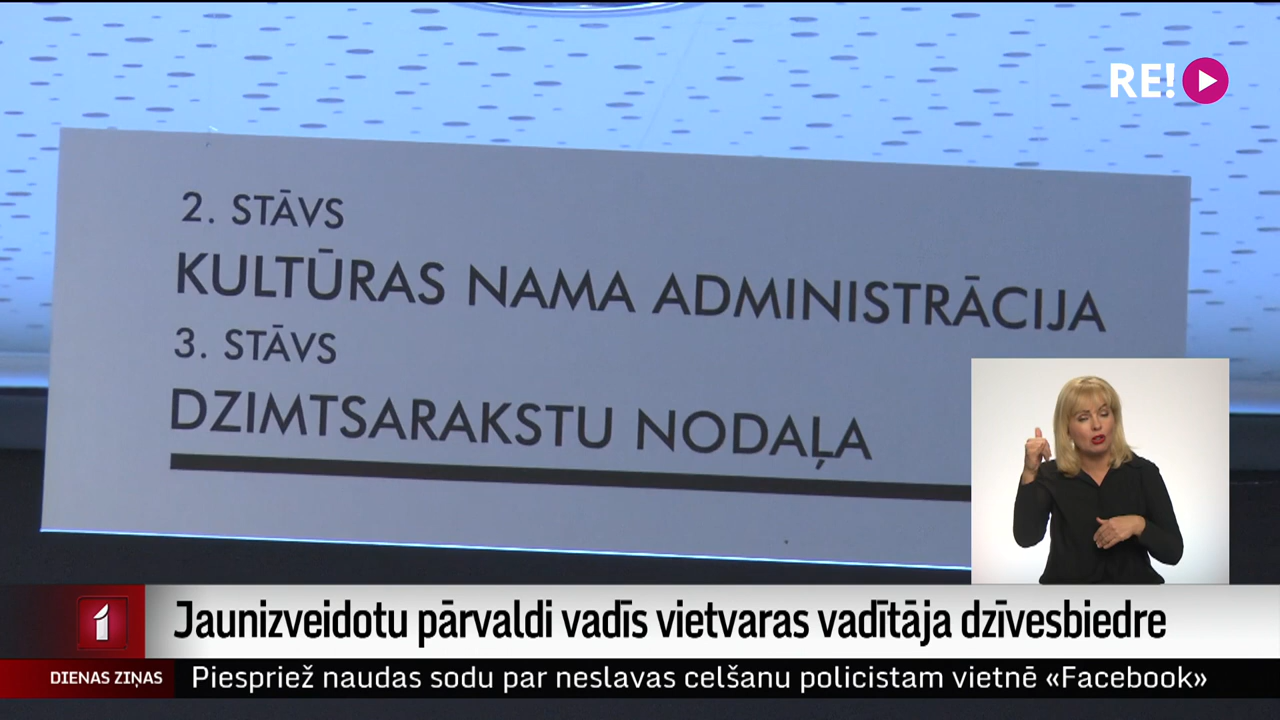 RE!
2. STĀVS
KULTŪRAS NAMA ADMINISTRĀCIJA
3. STĀVS
DZIMTSARAKSTU NODAĻA
1
Jaunizveidotu pārvaldi vadīs vietvaras vadītāja dzīvesbiedre
DIENAS ZIŅAS
Piespriež naudas sodu par neslavas celšanu policistam vietnē «Facebook»